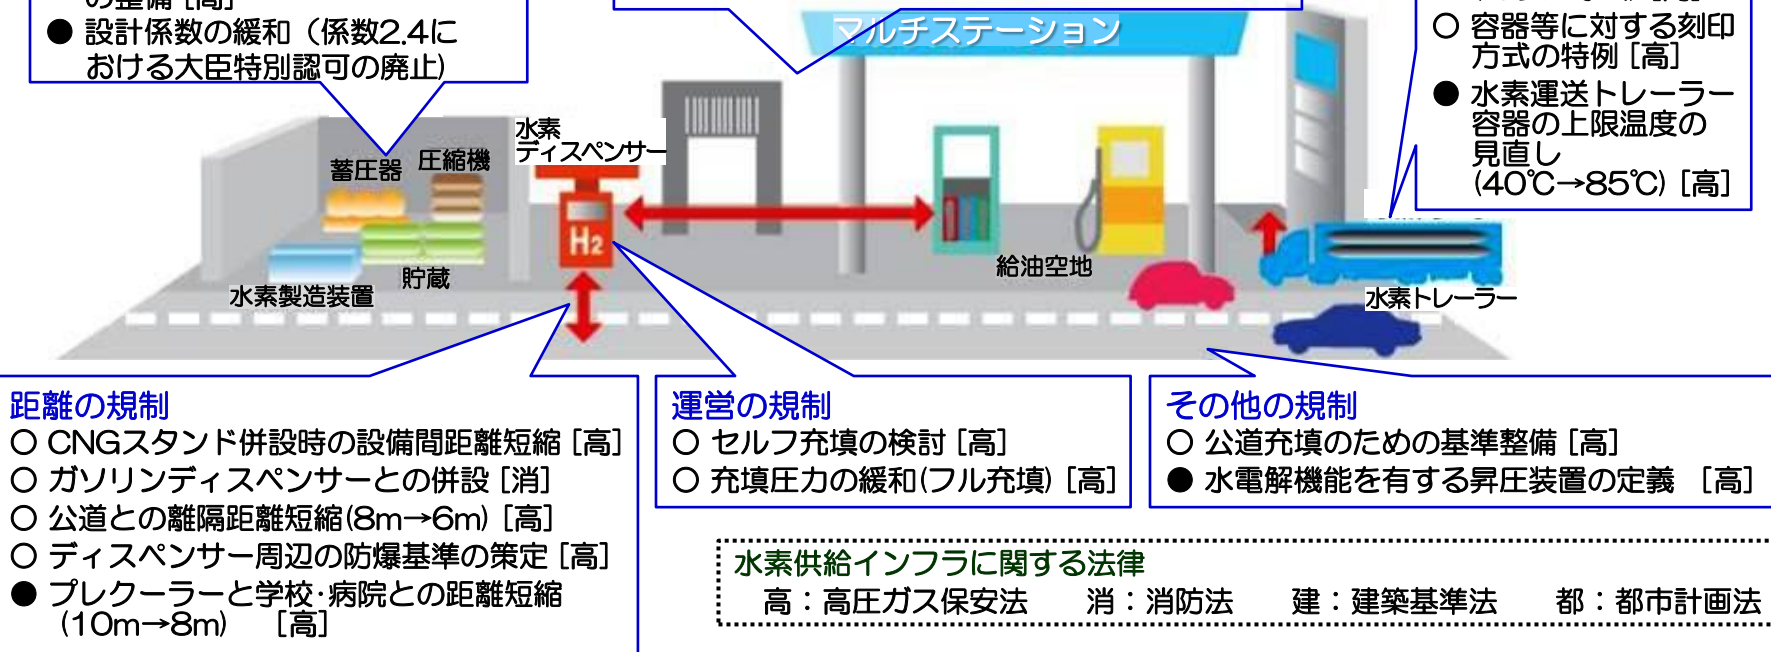 の整備 [高]
● 設計係数の緩和（係数2.4に
おける大臣特別認可の廃止)
マルチステーション
○ 容器等に対する刻印
方式の特例 [高]
● 水素運送トレーラー
容器の上限温度の
見直し
(40℃→85℃) [高]
水素
ディスペンサー
蓄圧器
圧縮機
H2
貯蔵
水素製造装置
給油空地
水素トレーラー
距離の規制
○ CNGスタンド併設時の設備間距離短縮 [高]
○ ガソリンディスペンサーとの併設 [消]
○ 公道との離隔距離短縮(8m→6m) [高]
○ ディスペンサー周辺の防爆基準の策定 [高]
● プレクーラーと学校・病院との距離短縮
(10m→8m) [高]
運営の規制
○ セルフ充填の検討 [高]
○ 充填圧力の緩和(フル充填) [高]
その他の規制
○ 公道充填のための基準整備 [高]
● 水電解機能を有する昇圧装置の定義 [高]
水素供給インフラに関する法律
高：高圧ガス保安法 消：消防法 建：建築基準法 都：都市計画法